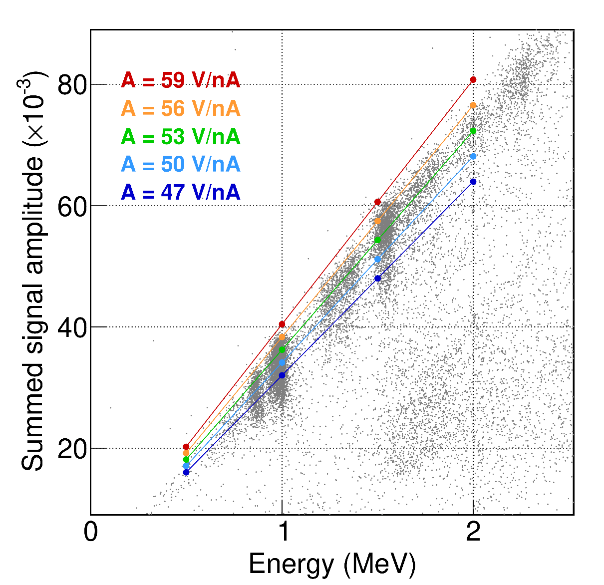 A = 59 V/nA
A = 56 V/nA
A = 53 V/nA
A = 50 V/nA
A = 47 V/nA
Summed signal amplitude (×10⁻³)
80
60
40
20
0
1
2
Energy (MeV)